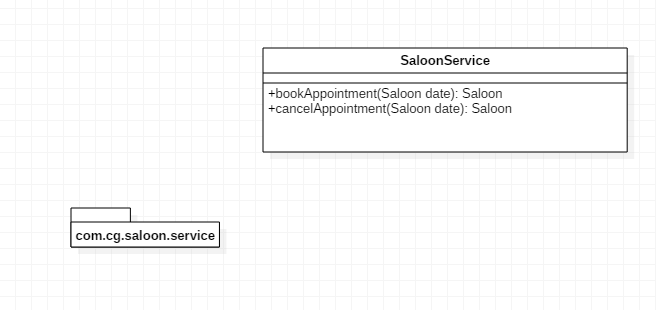 SaloonService
+bookAppointment(Saloon date): Saloon
+cancelAppointment(Saloon date): Saloon
com.cg.saloon.service